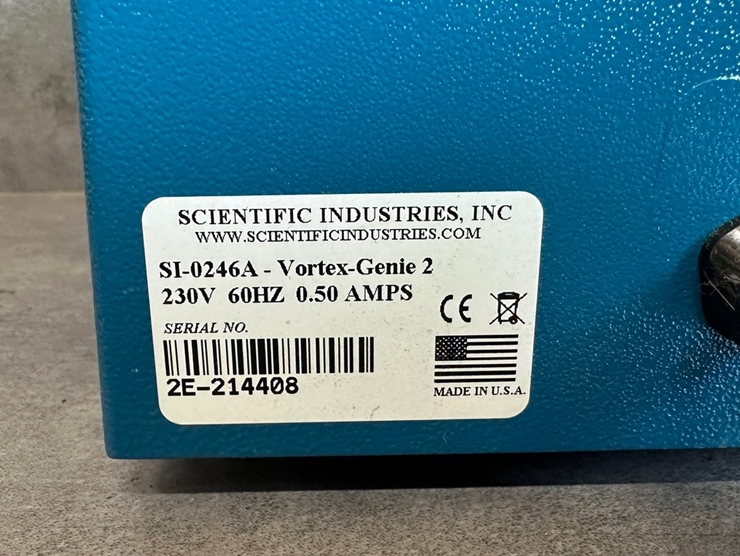 SCIENTIFIC INDUSTRIES, INC
WWW.SCIENTIFICINDUSTRIES.COM
SI-0246A - Vortex-Genie 2
230V 60HZ 0.50 AMPS
CE
SERIAL NO.
2E-214408
MADE IN U.S.A.